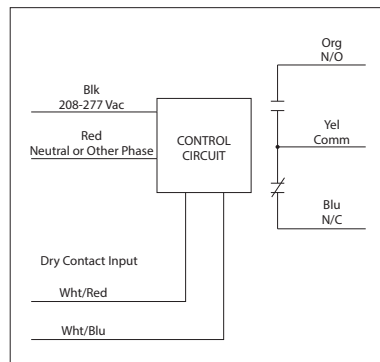 Org
N/O
Blk
208-277 Vac
Red
Neutral or Other Phase
CONTROL
CIRCUIT
Yel
Comm
Blu
N/C
Dry Contact Input
Wht/Red
Wht/Blu